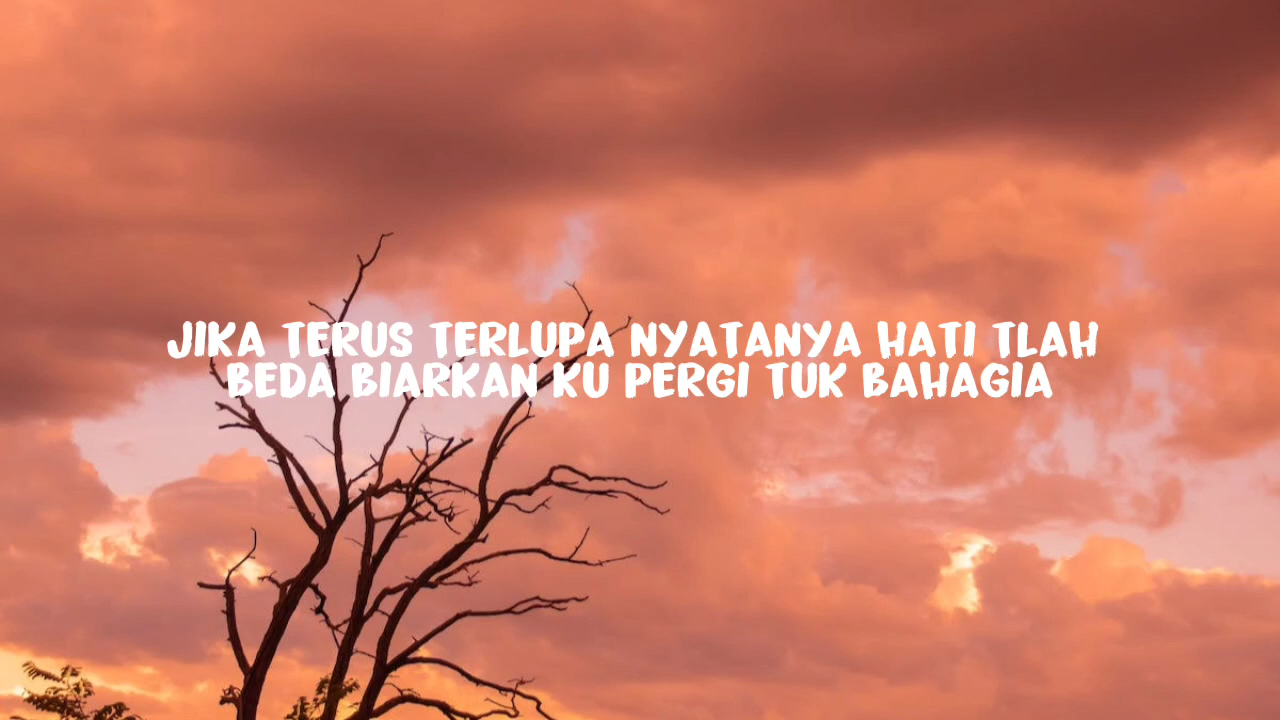 JIKA TERUS TERLUPA NYATANYA HATI TLAH
BEDA BIARKAN KU PERGI TUK BAHAGIA